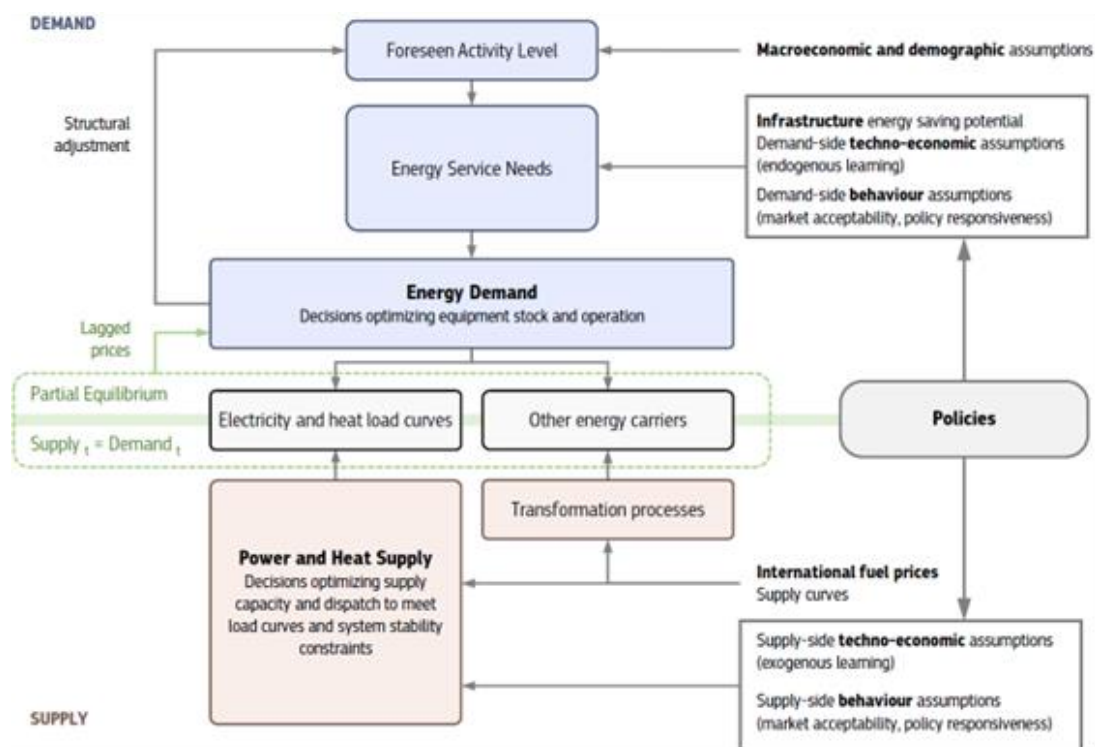 DEMAND
Foreseen Activity Level
Macroeconomic and demographic assumptions
Structural
adjustment
Energy Service Needs
Infrastructure energy saving potential
Demand-side techno-economic assumptions
(endogenous learning)
Demand-side behaviour assumptions
(market acceptability, policy responsiveness)
Energy Demand
Decisions optimizing equipment stock and operation
Lagged
prices
Partial Equilibrium
Supply t = Demand t
Electricity and heat load curves
Other energy carriers
Policies
Transformation processes
Power and Heat Supply
Decisions optimizing supply
capacity and dispatch to meet
load curves and system stability
constraints
International fuel prices
Supply curves
Supply-side techno-economic assumptions
(exogenous learning)
Supply-side behaviour assumptions
(market acceptability, policy responsiveness)
SUPPLY